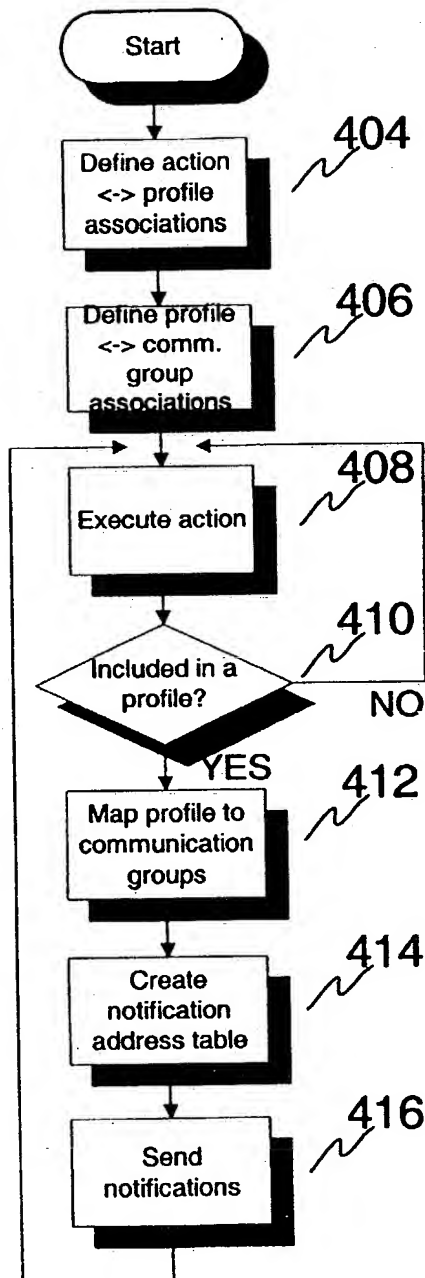 Start
404
Define action
<-> profile
associations
406
Define profile
<-> comm.
group
associations
408
Execute action
410
Included in a
profile?
NO
YES
412
Map profile to
communication
groups
414
Create
notification
address table
416
Send
notifications